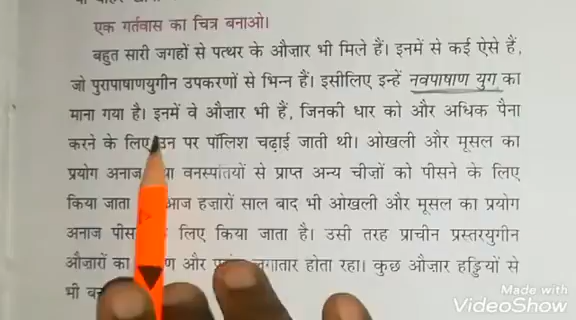 एक गर्तवास का चित्र बनाओ।
बहुत सारी जगहों से पत्थर के औज़ार भी मिले हैं। इनमें से कई ऐसे हैं,
जो पुरापाषाणयुगीन उपकरणों से भिन्न हैं। इसीलिए इन्हें नवपाषाण युग का
माना गया है। इनमें वे औज़ार भी हैं, जिनकी धार को और अधिक पैना
करने के लिए उन पर पॉलिश चढ़ाई जाती थी। ओखली और मूसल का
प्रयोग अनाज वनस्पतियों से प्राप्त अन्य चीज़ों को पीसने के लिए
किया जाता आज हज़ारों साल बाद भी ओखली और मूसल का प्रयोग
अनाज पीस के लिए किया जाता है। उसी तरह प्राचीन प्रस्तरयुगीन
औज़ारों का और लगातार होता रहा। कुछ औज़ार हड्डियों से
भी
Made with
VideoShow